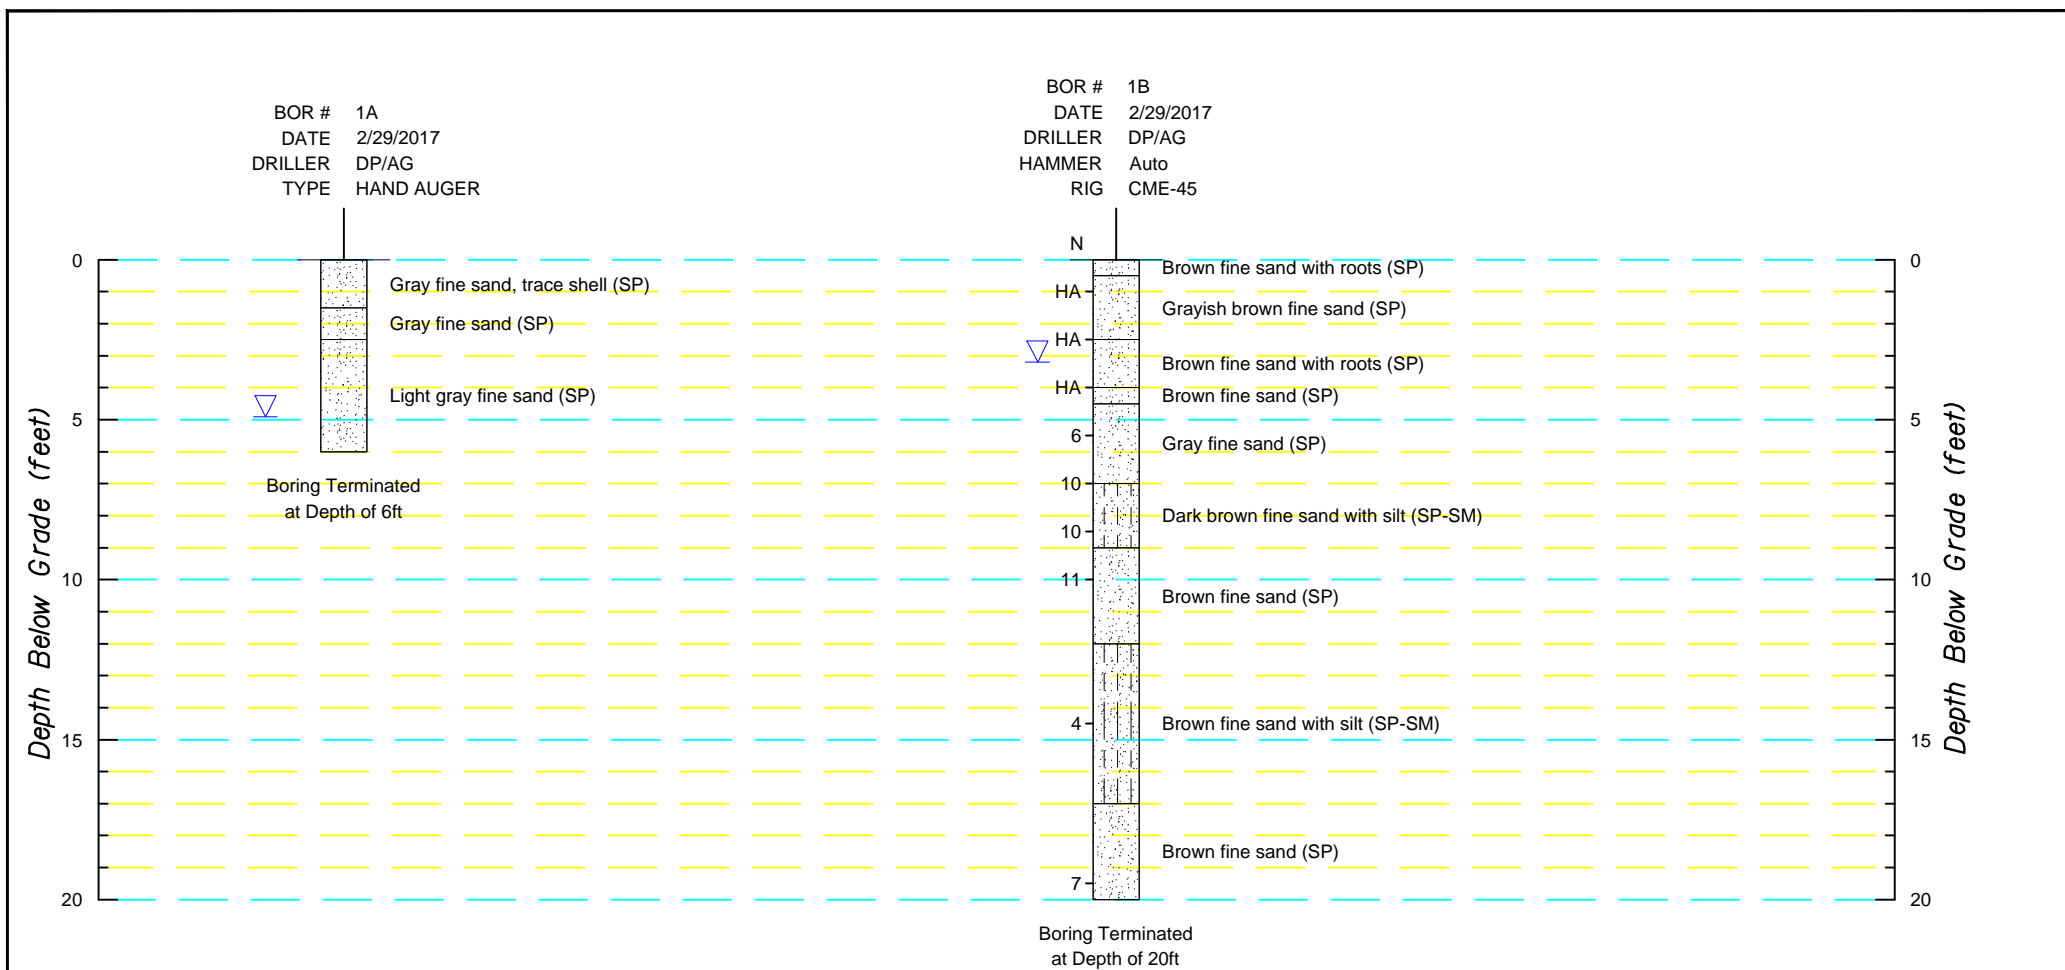 BOR # 1A
DATE 2/29/2017
DRILLER DP/AG
TYPE HAND AUGER
BOR # 1B
DATE 2/29/2017
DRILLER DP/AG
HAMMER Auto
RIG CME-45
Depth Below Grade (feet)
0
5
10
15
20
Gray fine sand, trace shell (SP)
Gray fine sand (SP)
Light gray fine sand (SP)
Boring Terminated
at Depth of 6ft
N
HA
HA
HA
6
10
10
11
4
7
Brown fine sand with roots (SP)
Grayish brown fine sand (SP)
Brown fine sand with roots (SP)
Brown fine sand (SP)
Gray fine sand (SP)
Dark brown fine sand with silt (SP-SM)
Brown fine sand (SP)
Brown fine sand with silt (SP-SM)
Brown fine sand (SP)
Boring Terminated
at Depth of 20ft
0
5
10
15
20
Depth Below Grade (feet)